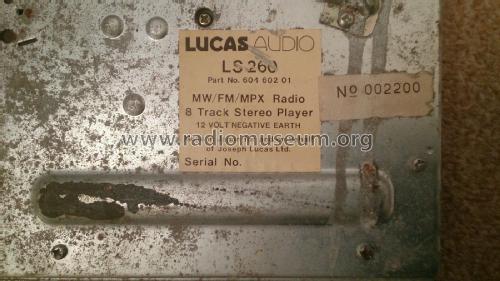 LUCAS AUDIO
LS 260
Part No. 604 602 01
MW/FM/MPX Radio
8 Track Stereo Player
12 VOLT NEGATIVE EARTH
www.radiomuseum.org
of Joseph Lucas Ltd.
Serial No.
No 002200